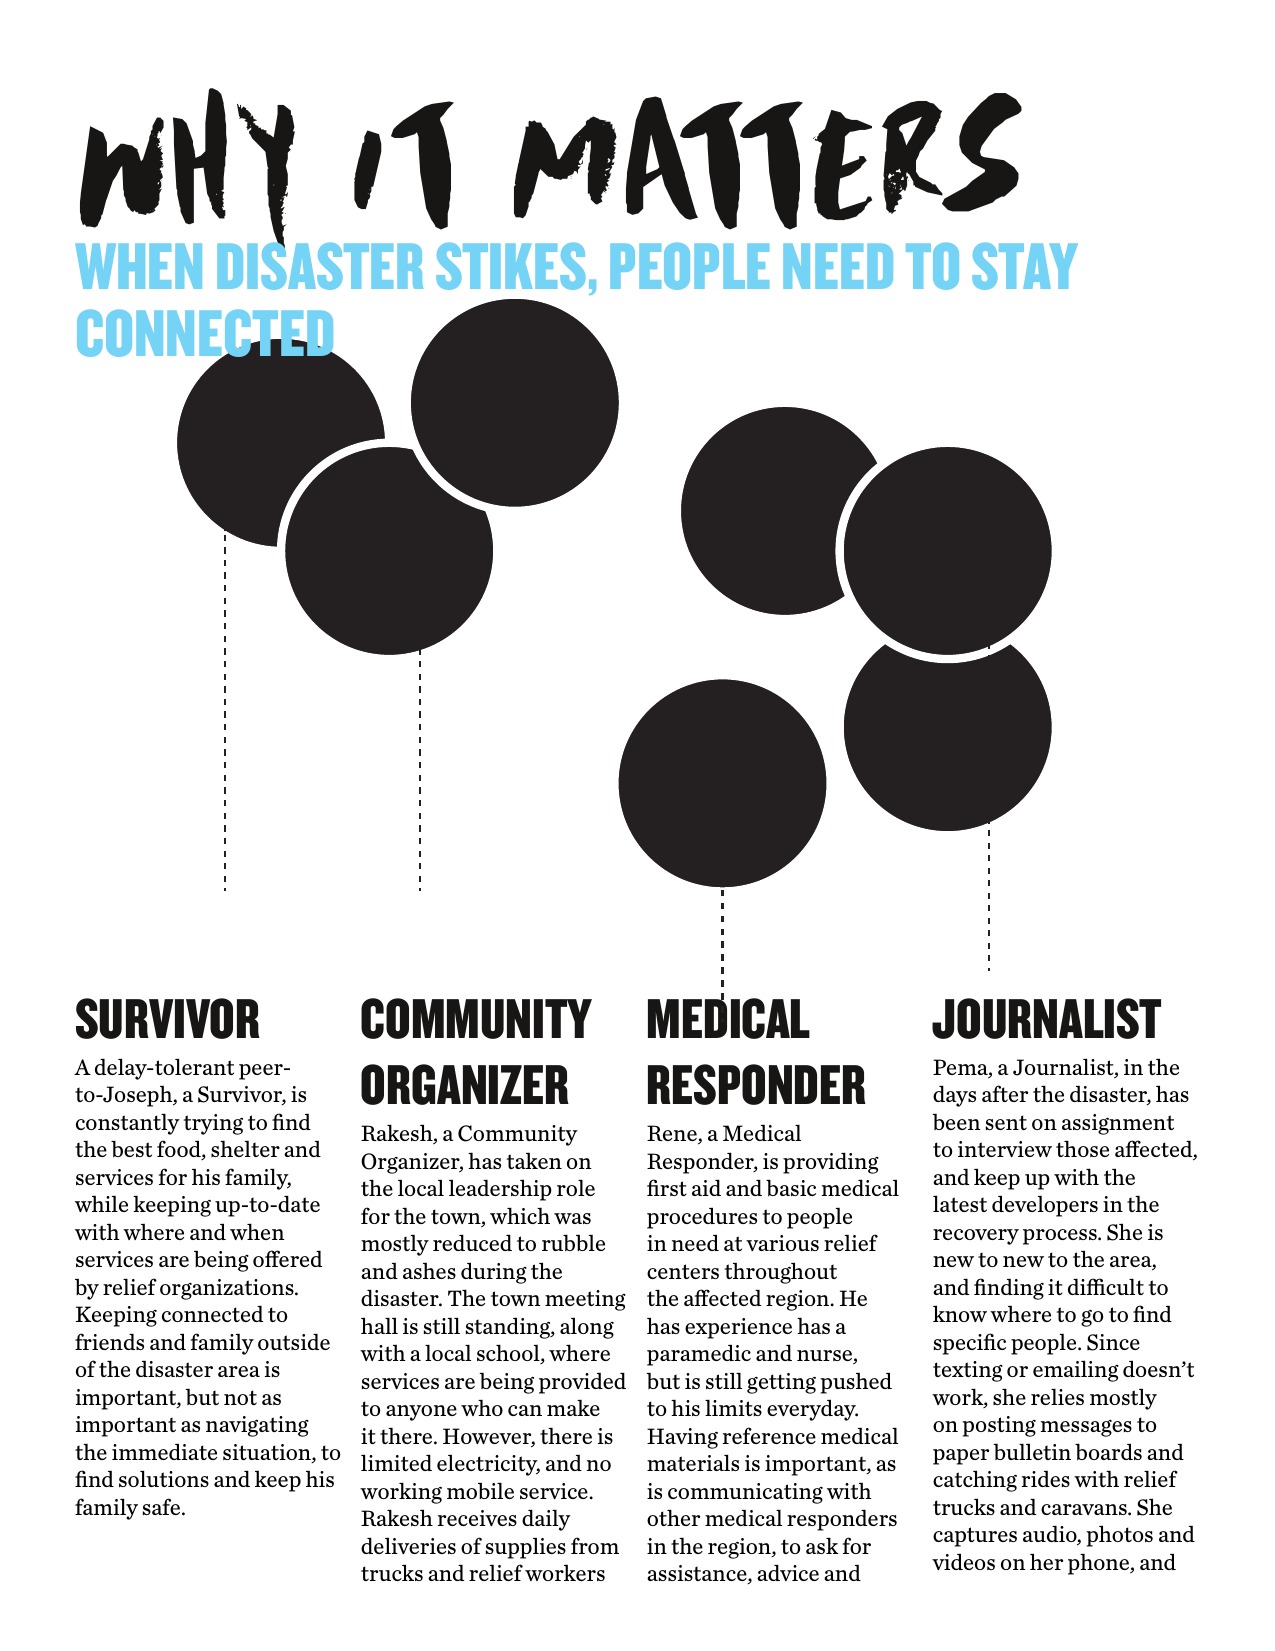 WHY IT MATTERS
WHEN DISASTER STIKES, PEOPLE NEED TO STAY
CONNECTED
SURVIVOR
A delay-tolerant peer-
to-Joseph, a Survivor, is
constantly trying to find
the best food, shelter and
services for his family,
while keeping up-to-date
with where and when
services are being offered
by relief organizations.
Keeping connected to
friends and family outside
of the disaster area is
important, but not as
important as navigating
the immediate situation, to
find solutions and keep his
family safe.
COMMUNITY
ORGANIZER
Rakesh, a Community
Organizer, has taken on
the local leadership role
for the town, which was
mostly reduced to rubble
and ashes during the
disaster. The town meeting
hall is still standing, along
with a local school, where
services are being provided
to anyone who can make
it there. However, there is
limited electricity, and no
working mobile service.
Rakesh receives daily
deliveries of supplies from
trucks and relief workers
MEDICAL
RESPONDER
Rene, a Medical
Responder, is providing
first aid and basic medical
procedures to people
in need at various relief
centers throughout
the affected region. He
has experience has a
paramedic and nurse,
but is still getting pushed
to his limits everyday.
Having reference medical
materials is important, as
is communicating with
other medical responders
in the region, to ask for
assistance, advice and
JOURNALIST
Pema, a Journalist, in the
days after the disaster, has
been sent on assignment
to interview those affected,
and keep up with the
latest developers in the
recovery process. She is
new to new to the area,
and finding it difficult to
know where to go to find
specific people. Since
texting or emailing doesn’t
work, she relies mostly
on posting messages to
paper bulletin boards and
catching rides with relief
trucks and caravans. She
captures audio, photos and
videos on her phone, and